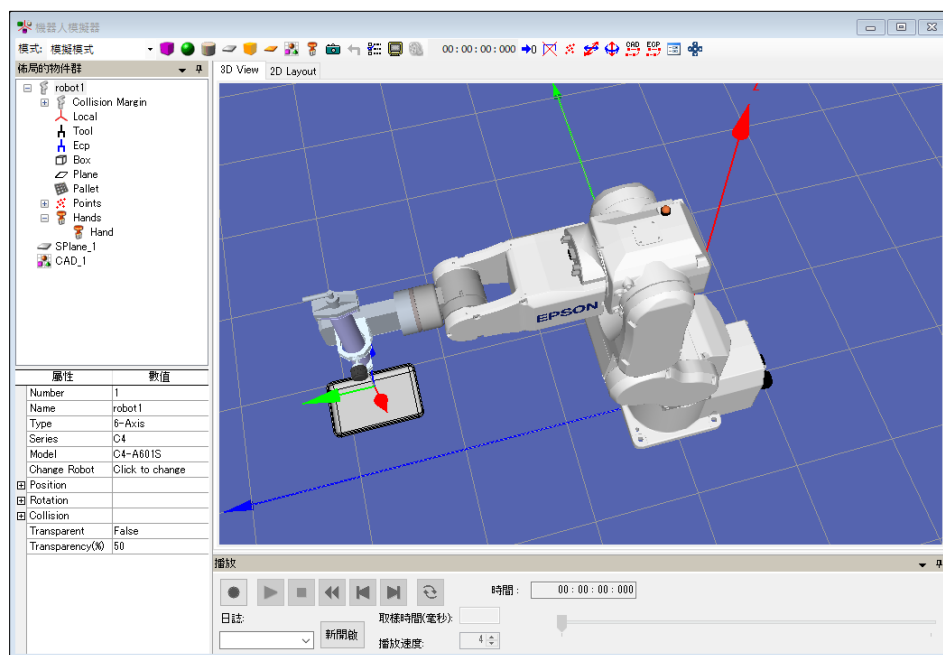 機器人模擬器
模式: 模擬模式
00:00:00:000
CAD
ECP
佈局的物件群
3D View
2D Layout
robot1
Collision Margin
Local
Tool
Ecp
Box
Plane
Pallet
Points
Hands
Hand
SPlane_1
CAD_1
Z
EPSON
屬性 數值
Number 1
Name robot1
Type 6-Axis
Series C4
Model C4-A601S
Change Robot Click to change
Position
Rotation
Collision
Transparent False
Transparency(%) 50
播放
時間: 00:00:00:000
日誌:
新開啟
取樣時間(毫秒):
播放速度: 4